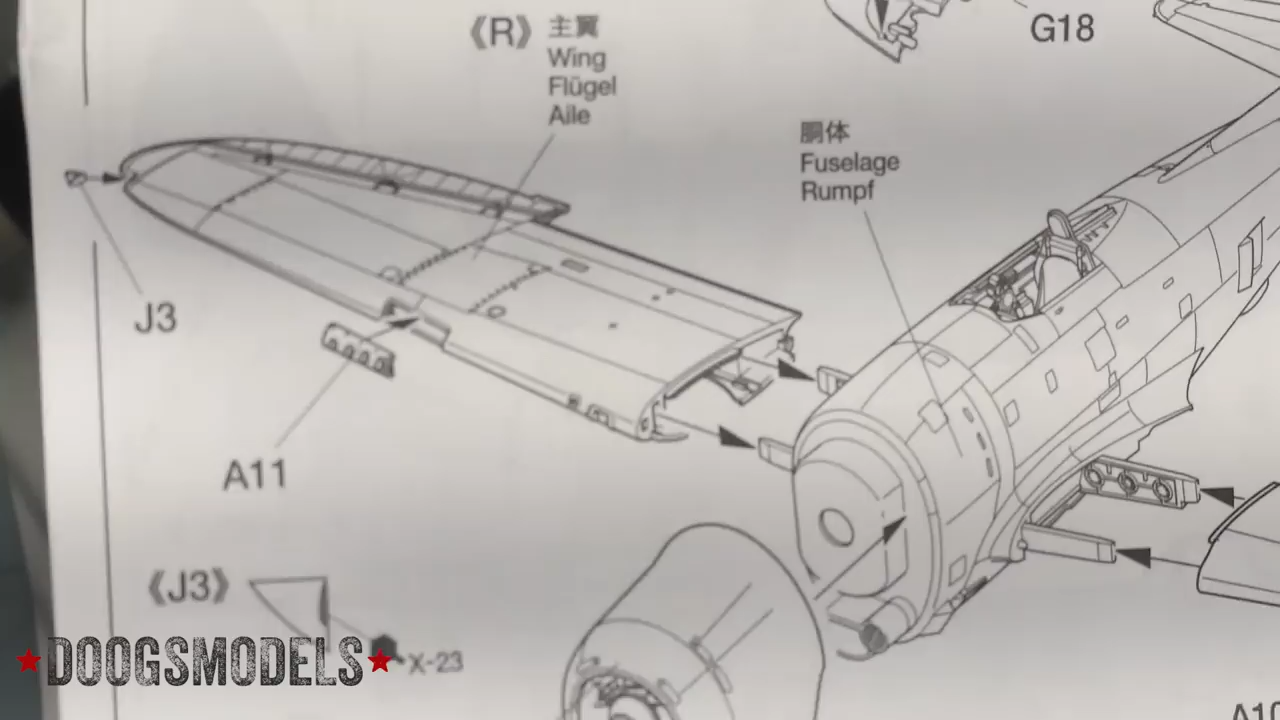 《R》 主翼
Wing
Flügel
Aile
G18
胴体
Fuselage
Rumpf
J3
A11
《J3》
X-23
DOOGSMODELS